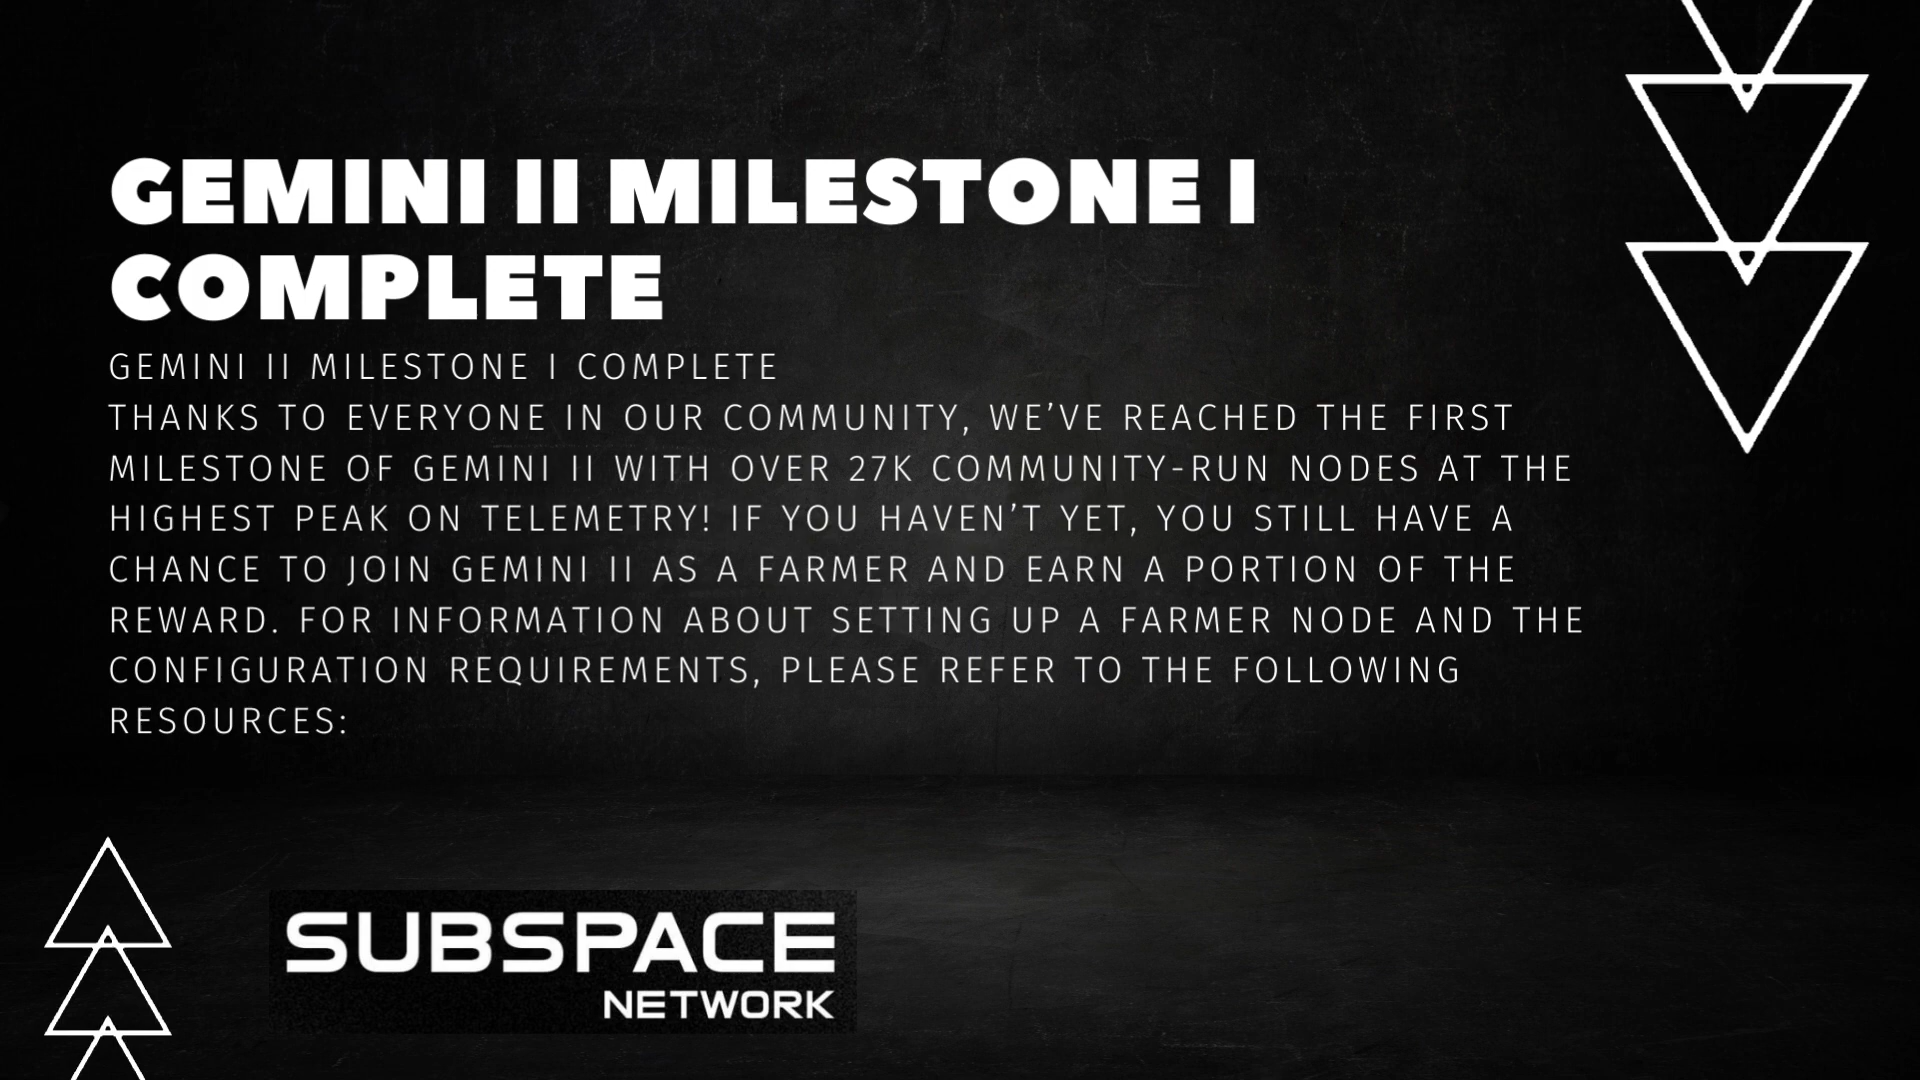 GEMINI II MILESTONE I
COMPLETE
GEMINI II MILESTONE I COMPLETE
THANKS TO EVERYONE IN OUR COMMUNITY, WE’VE REACHED THE FIRST
MILESTONE OF GEMINI II WITH OVER 27K COMMUNITY-RUN NODES AT THE
HIGHEST PEAK ON TELEMETRY! IF YOU HAVEN’T YET, YOU STILL HAVE A
CHANCE TO JOIN GEMINI II AS A FARMER AND EARN A PORTION OF THE
REWARD. FOR INFORMATION ABOUT SETTING UP A FARMER NODE AND THE
CONFIGURATION REQUIREMENTS, PLEASE REFER TO THE FOLLOWING
RESOURCES:
SUBSPACE
NETWORK